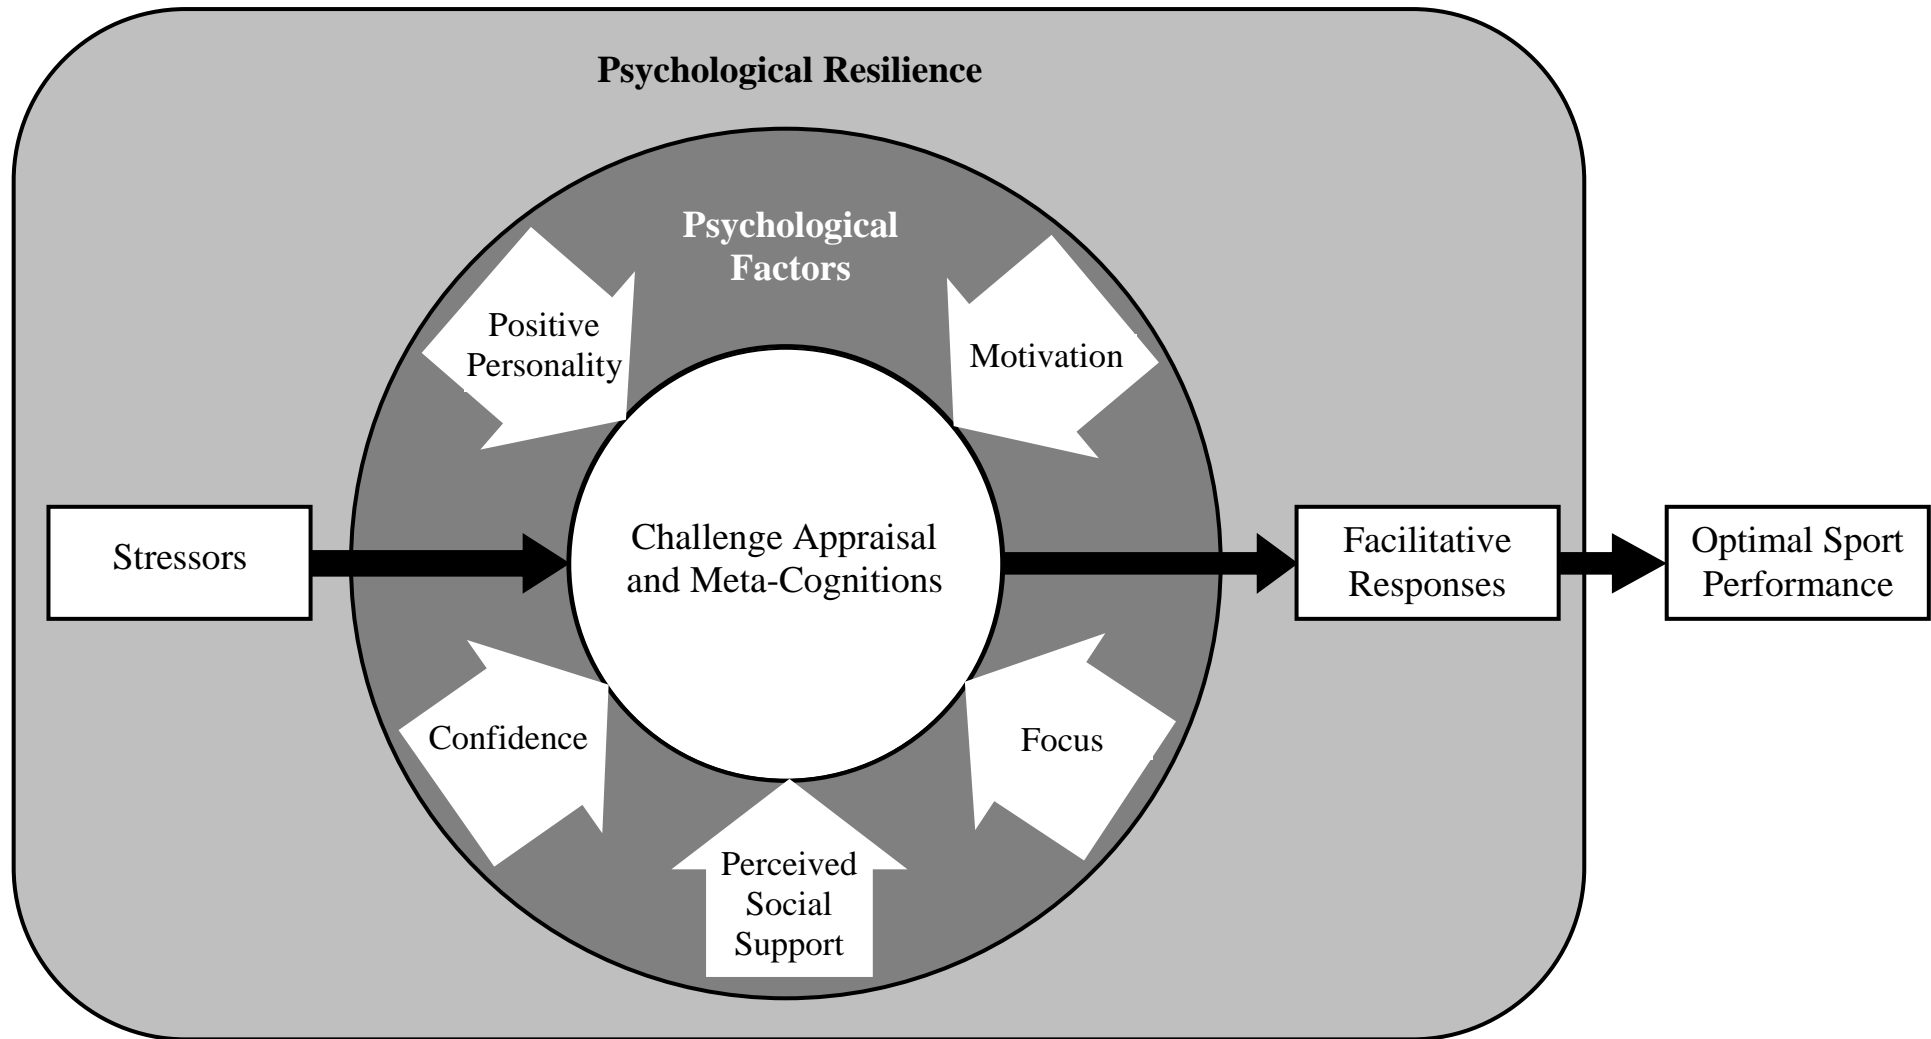 Psychological Resilience
Psychological
Factors
Positive
Personality
Motivation
Stressors
Challenge Appraisal
and Meta-Cognitions
Facilitative
Responses
Optimal Sport
Performance
Confidence
Focus
Perceived
Social
Support